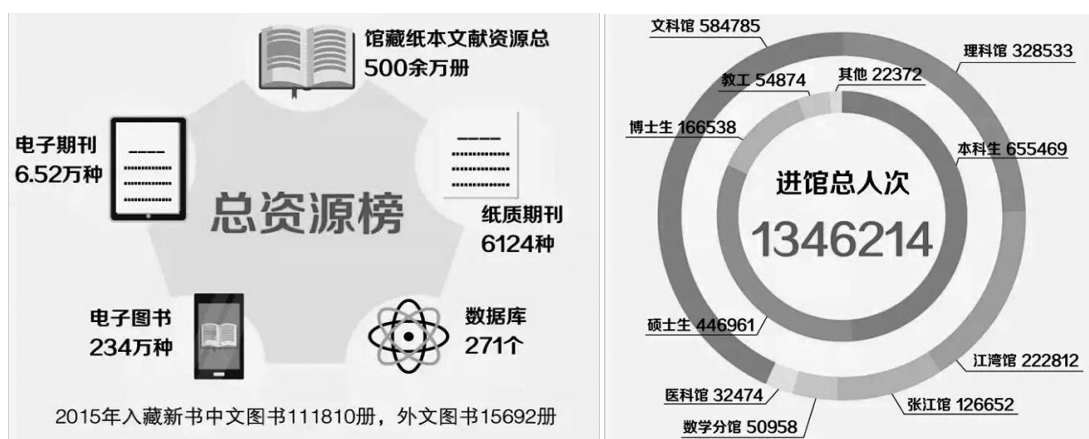 馆藏纸本文献资源总
500余万册
电子期刊
6.52万种
总资源榜
纸质期刊
6124种
电子图书
234万种
数据库
271个
2015年入藏新书中文图书111810册，外文图书15692册
文科馆 584785
理科馆 328533
教工 54874
其他 22372
博士生 166538
本科生 655469
进馆总人次
1346214
硕士生 446961
江湾馆 222812
医科馆 32474
张江馆 126652
数学分馆 50958